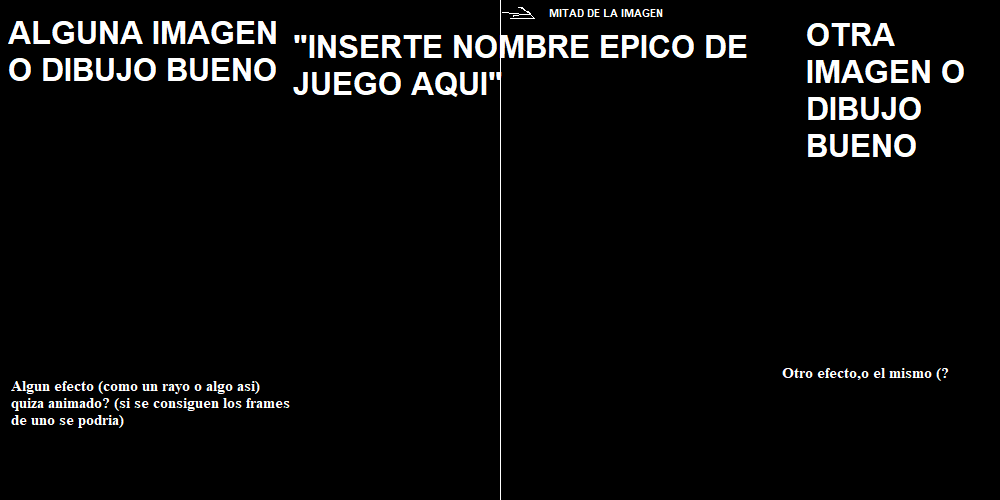 ALGUNA IMAGEN
O DIBUJO BUENO
"INSERTE NOMBRE EPICO DE
JUEGO AQUI"
MITAD DE LA IMAGEN
OTRA
IMAGEN O
DIBUJO
BUENO
Algun efecto (como un rayo o algo asi)
quiza animado? (si se consiguen los frames
de uno se podria)
Otro efecto,o el mismo (?